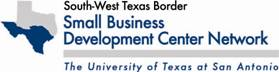 South-West Texas Border
Small Business
Development Center Network
The University of Texas at San Antonio